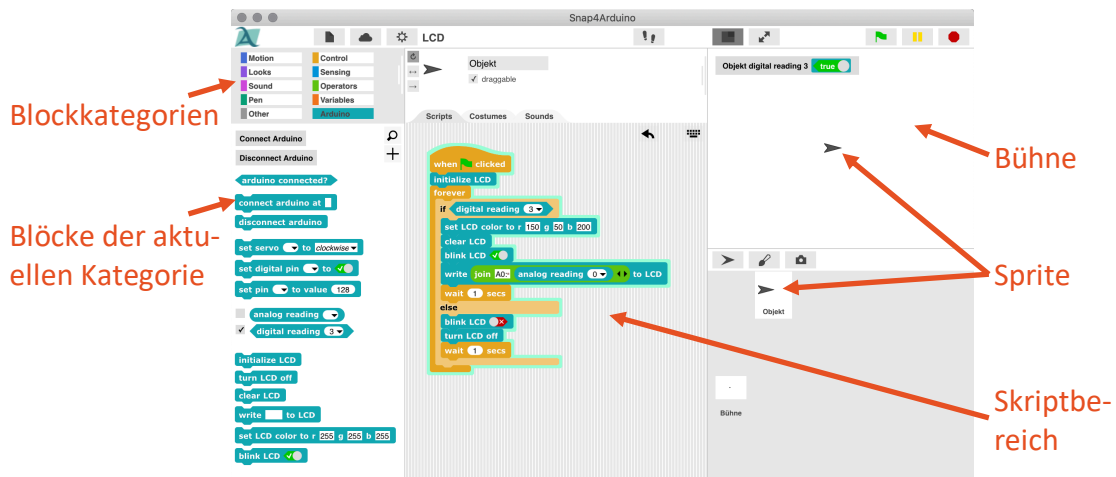 Snap4Arduino
LCD
Motion
Looks
Sound
Pen
Other
Control
Sensing
Operators
Variables
Arduino
Connect Arduino
Disconnect Arduino
arduino connected?
connect arduino at
disconnect arduino
set servo to clockwise
set digital pin to
set pin to value 128
analog reading
digital reading 3
initialize LCD
turn LCD off
clear LCD
write to LCD
set LCD color to r 255 g 255 b 255
blink LCD
Objekt
draggable
Scripts Costumes Sounds
when clicked
initialize LCD
forever
if digital reading 3
set LCD color to r 150 g 50 b 200
clear LCD
blink LCD
write join A0: analog reading 0 to LCD
wait 1 secs
else
blink LCD
turn LCD off
wait 1 secs
Objekt digital reading 3 true
Objekt
Bühne
Blockkategorien
Blöcke der aktu-
ellen Kategorie
Bühne
Sprite
Skriptbe-
reich